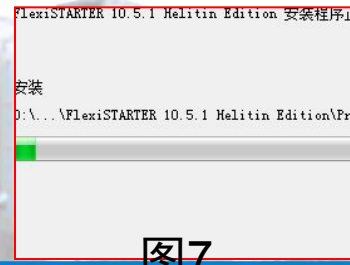 FlexiSTARTER 10.5.1 Helitin Edition 安装程序
安装
D:\...\FlexiSTARTER 10.5.1 Helitin Edition\Pr
图7